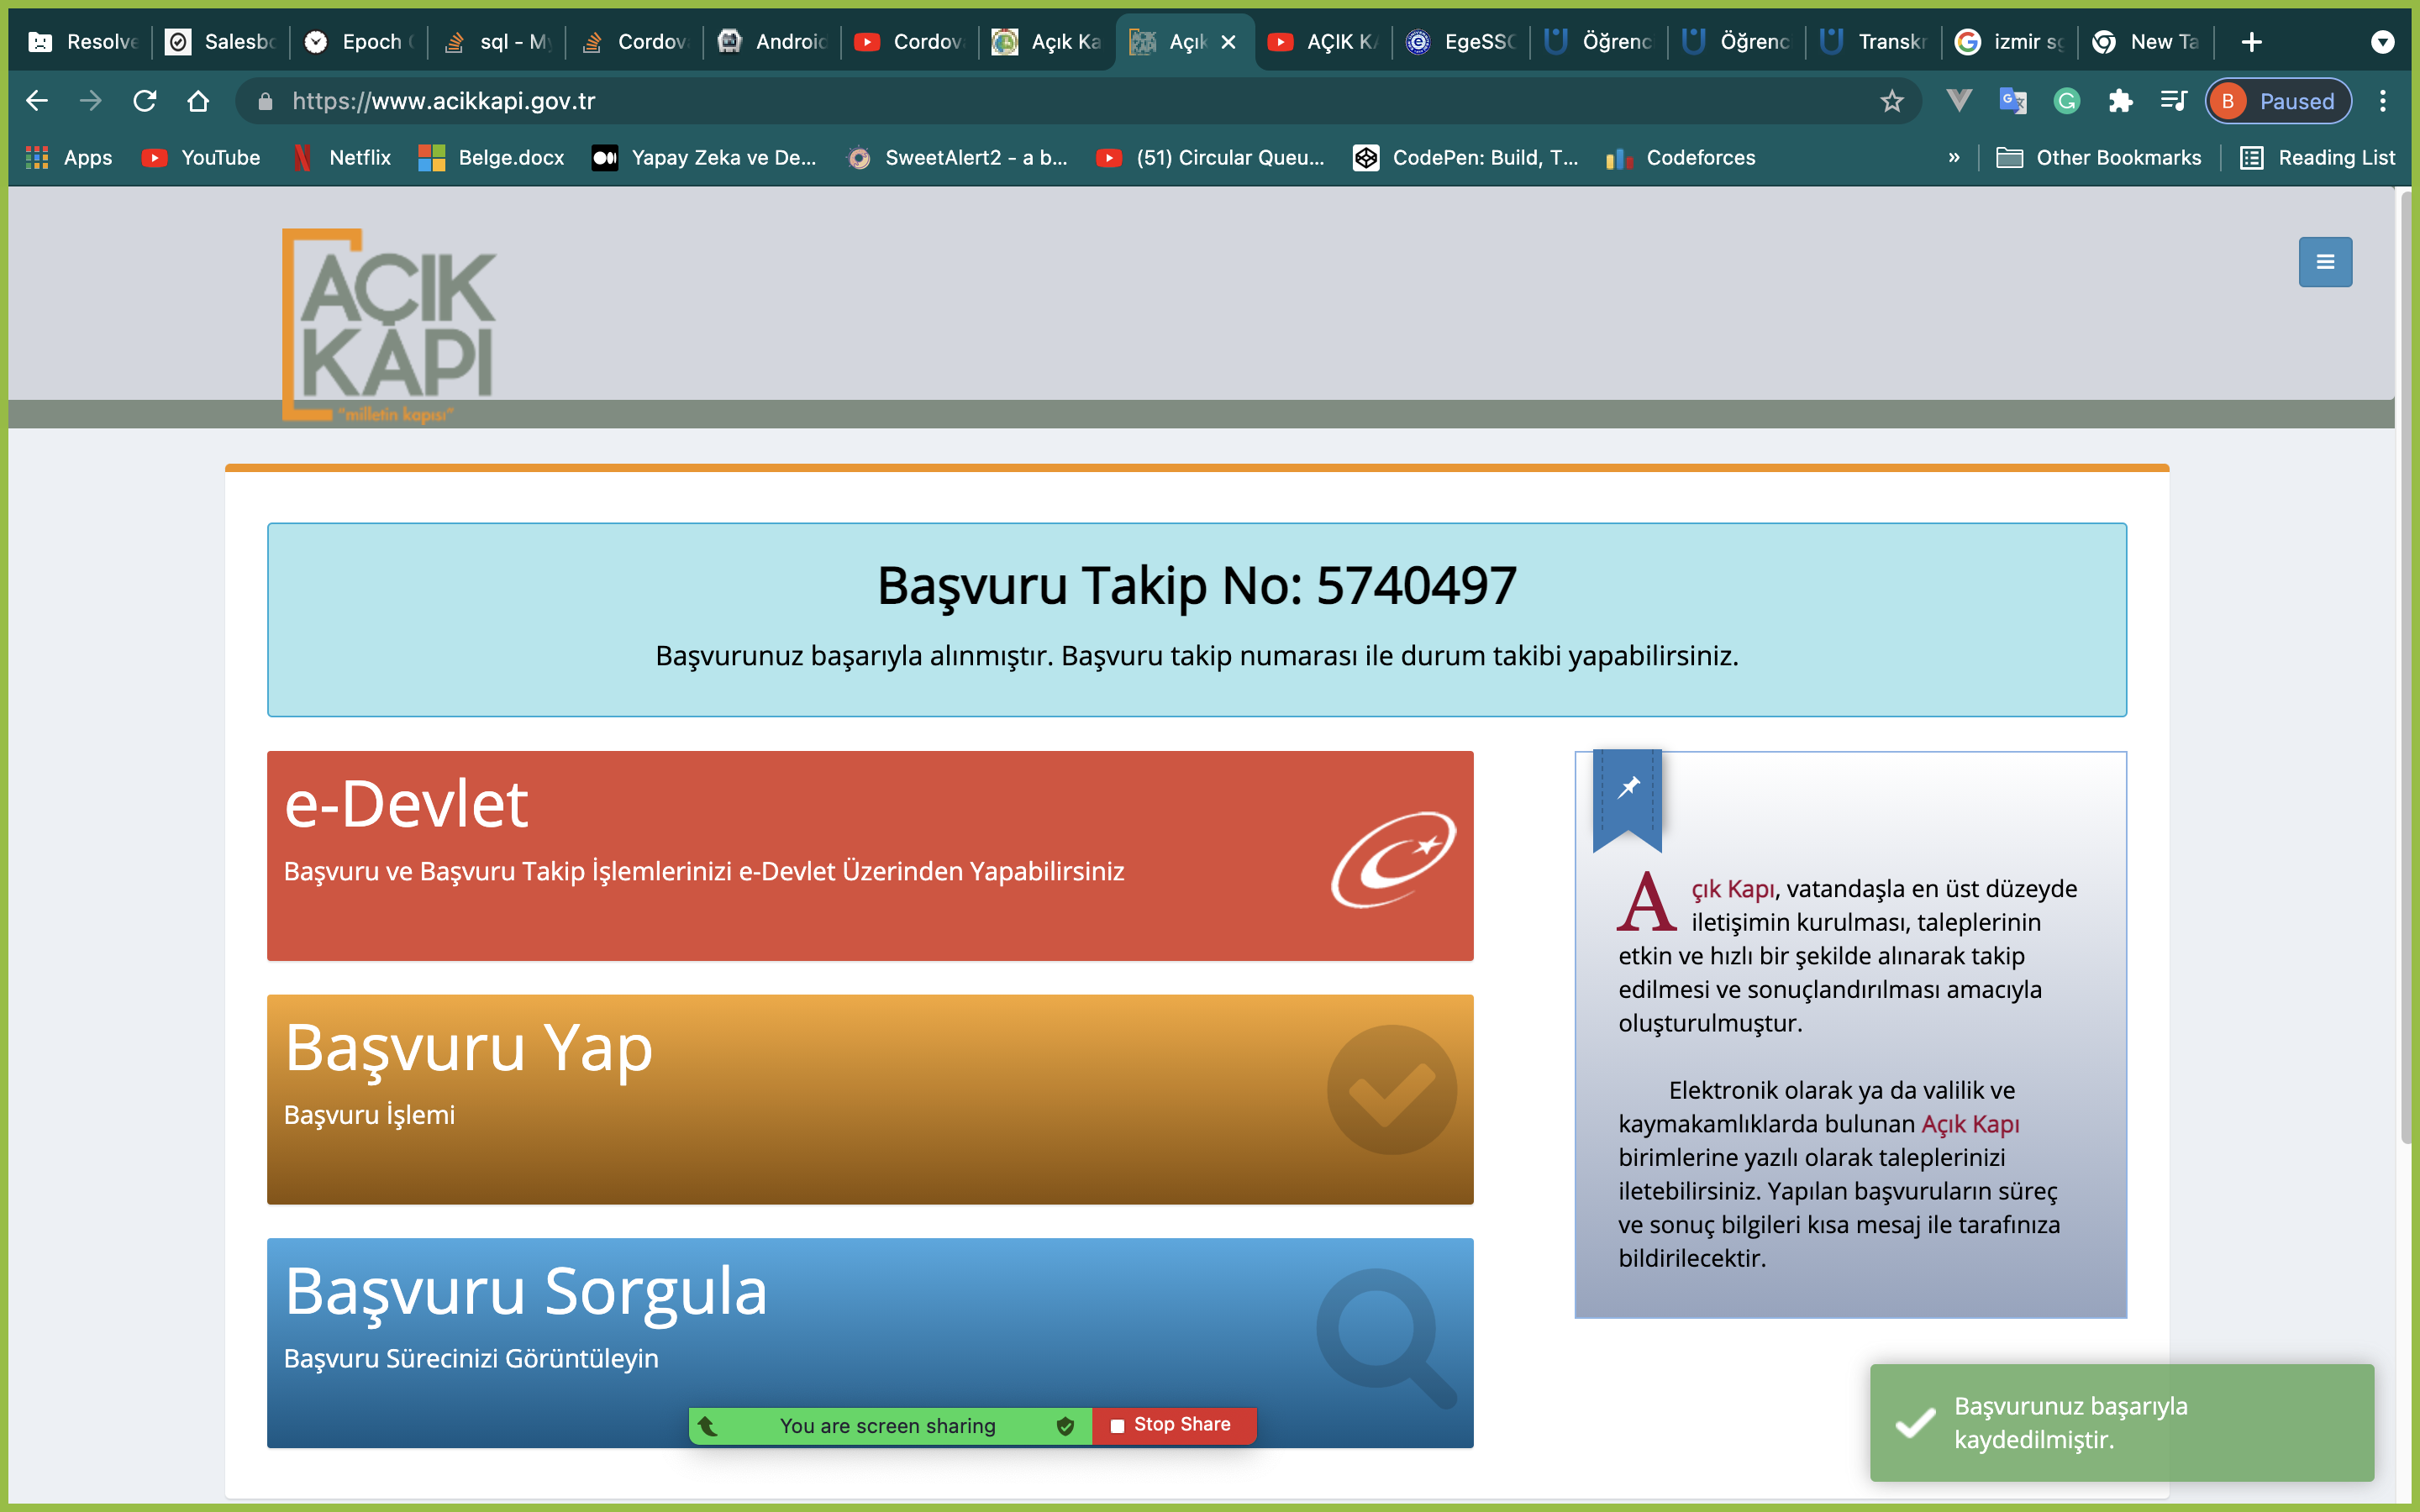 Resolve
Salesbo
Epoch
sql - My
Cordova
Android
Cordova
Açık Ka
Açık
AÇIK KA
EgeSSO
Öğrenc
Öğrenc
Transkr
izmir sg
New Ta
https://www.acikkapi.gov.tr
B Paused
Apps
YouTube
Netflix
Belge.docx
Yapay Zeka ve De...
SweetAlert2 - a b...
(51) Circular Queu...
CodePen: Build, T...
Codeforces
»
Other Bookmarks
Reading List
AÇIK
KAPI
"milletin kapısı"
Başvuru Takip No: 5740497
Başvurunuz başarıyla alınmıştır. Başvuru takip numarası ile durum takibi yapabilirsiniz.
e-Devlet
Başvuru ve Başvuru Takip İşlemlerinizi e-Devlet Üzerinden Yapabilirsiniz
Başvuru Yap
Başvuru İşlemi
Başvuru Sorgula
Başvuru Sürecinizi Görüntüleyin
Açık Kapı, vatandaşla en üst düzeyde
iletişimin kurulması, taleplerinin
etkin ve hızlı bir şekilde alınarak takip
edilmesi ve sonuçlandırılması amacıyla
oluşturulmuştur.
Elektronik olarak ya da valilik ve
kaymakamlıklarda bulunan Açık Kapı
birimlerine yazılı olarak taleplerinizi
iletebilirsiniz. Yapılan başvuruların süreç
ve sonuç bilgileri kısa mesaj ile tarafınıza
bildirilecektir.
You are screen sharing
Stop Share
Başvurunuz başarıyla
kaydedilmiştir.